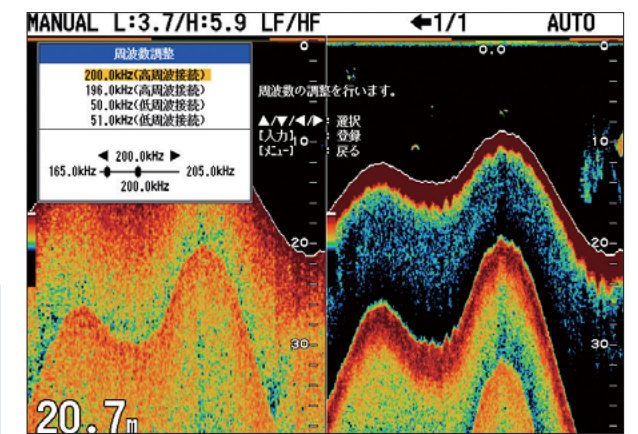 MANUAL L:3.7/H:5.9 LF/HF ←1/1 AUTO
周波数調整
200.0kHz(高周波接続)
196.0kHz(高周波接続)
50.0kHz(低周波接続)
51.0kHz(低周波接続)
◀ 200.0kHz ▶
165.0kHz 205.0kHz
200.0kHz
周波数の調整を行います。
▲/▼/◀/▶: 選択
[入力]: 登録
[メニュー]: 戻る
0
0.0
0
10
10
20
20
30
30
20.7m